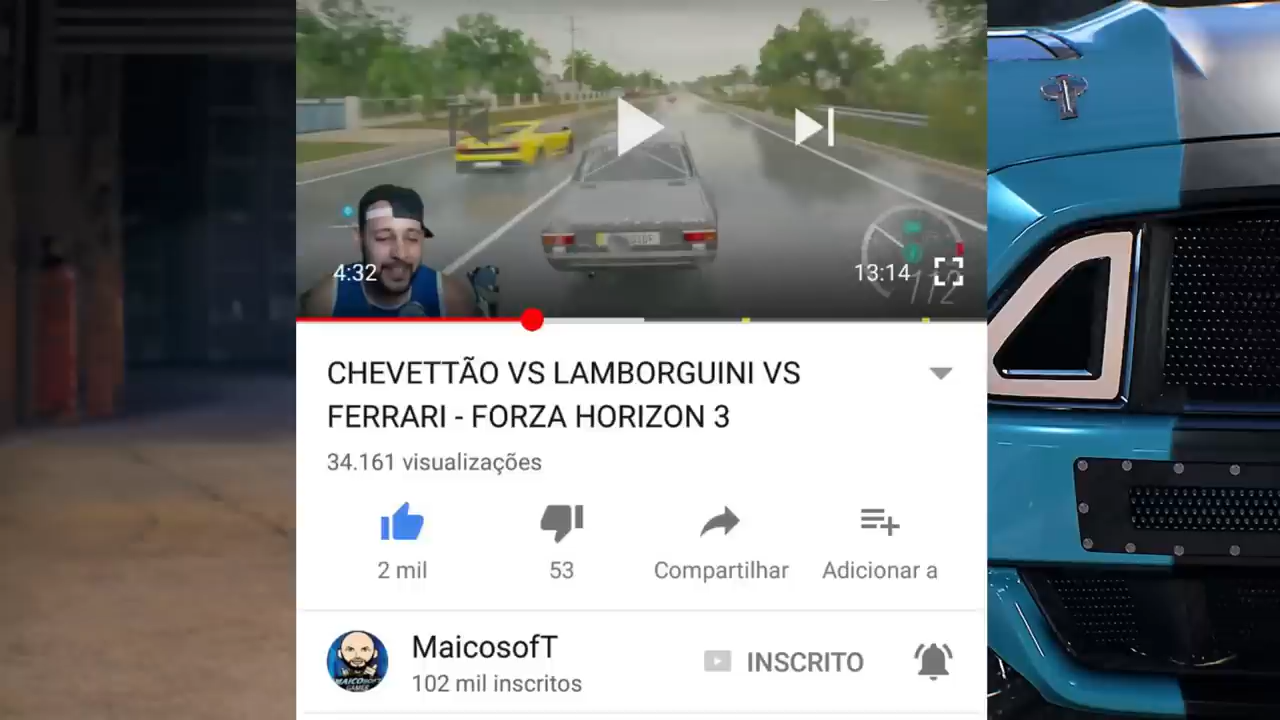 4:32
13:14
112
CHEVETTÃO VS LAMBORGUINI VS
FERRARI - FORZA HORIZON 3
34.161 visualizações
2 mil
53
Compartilhar
Adicionar a
MaicosofT
INSCRITO
102 mil inscritos